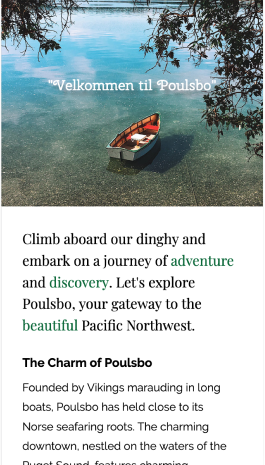 "Velkommen til Poulsbo"
Climb aboard our dinghy and
embark on a journey of adventure
and discovery. Let's explore
Poulsbo, your gateway to the
beautiful Pacific Northwest.
The Charm of Poulsbo
Founded by Vikings marauding in long
boats, Poulsbo has held close to its
Norse seafaring roots. The charming
downtown, nestled on the waters of the
Puget Sound, features charming